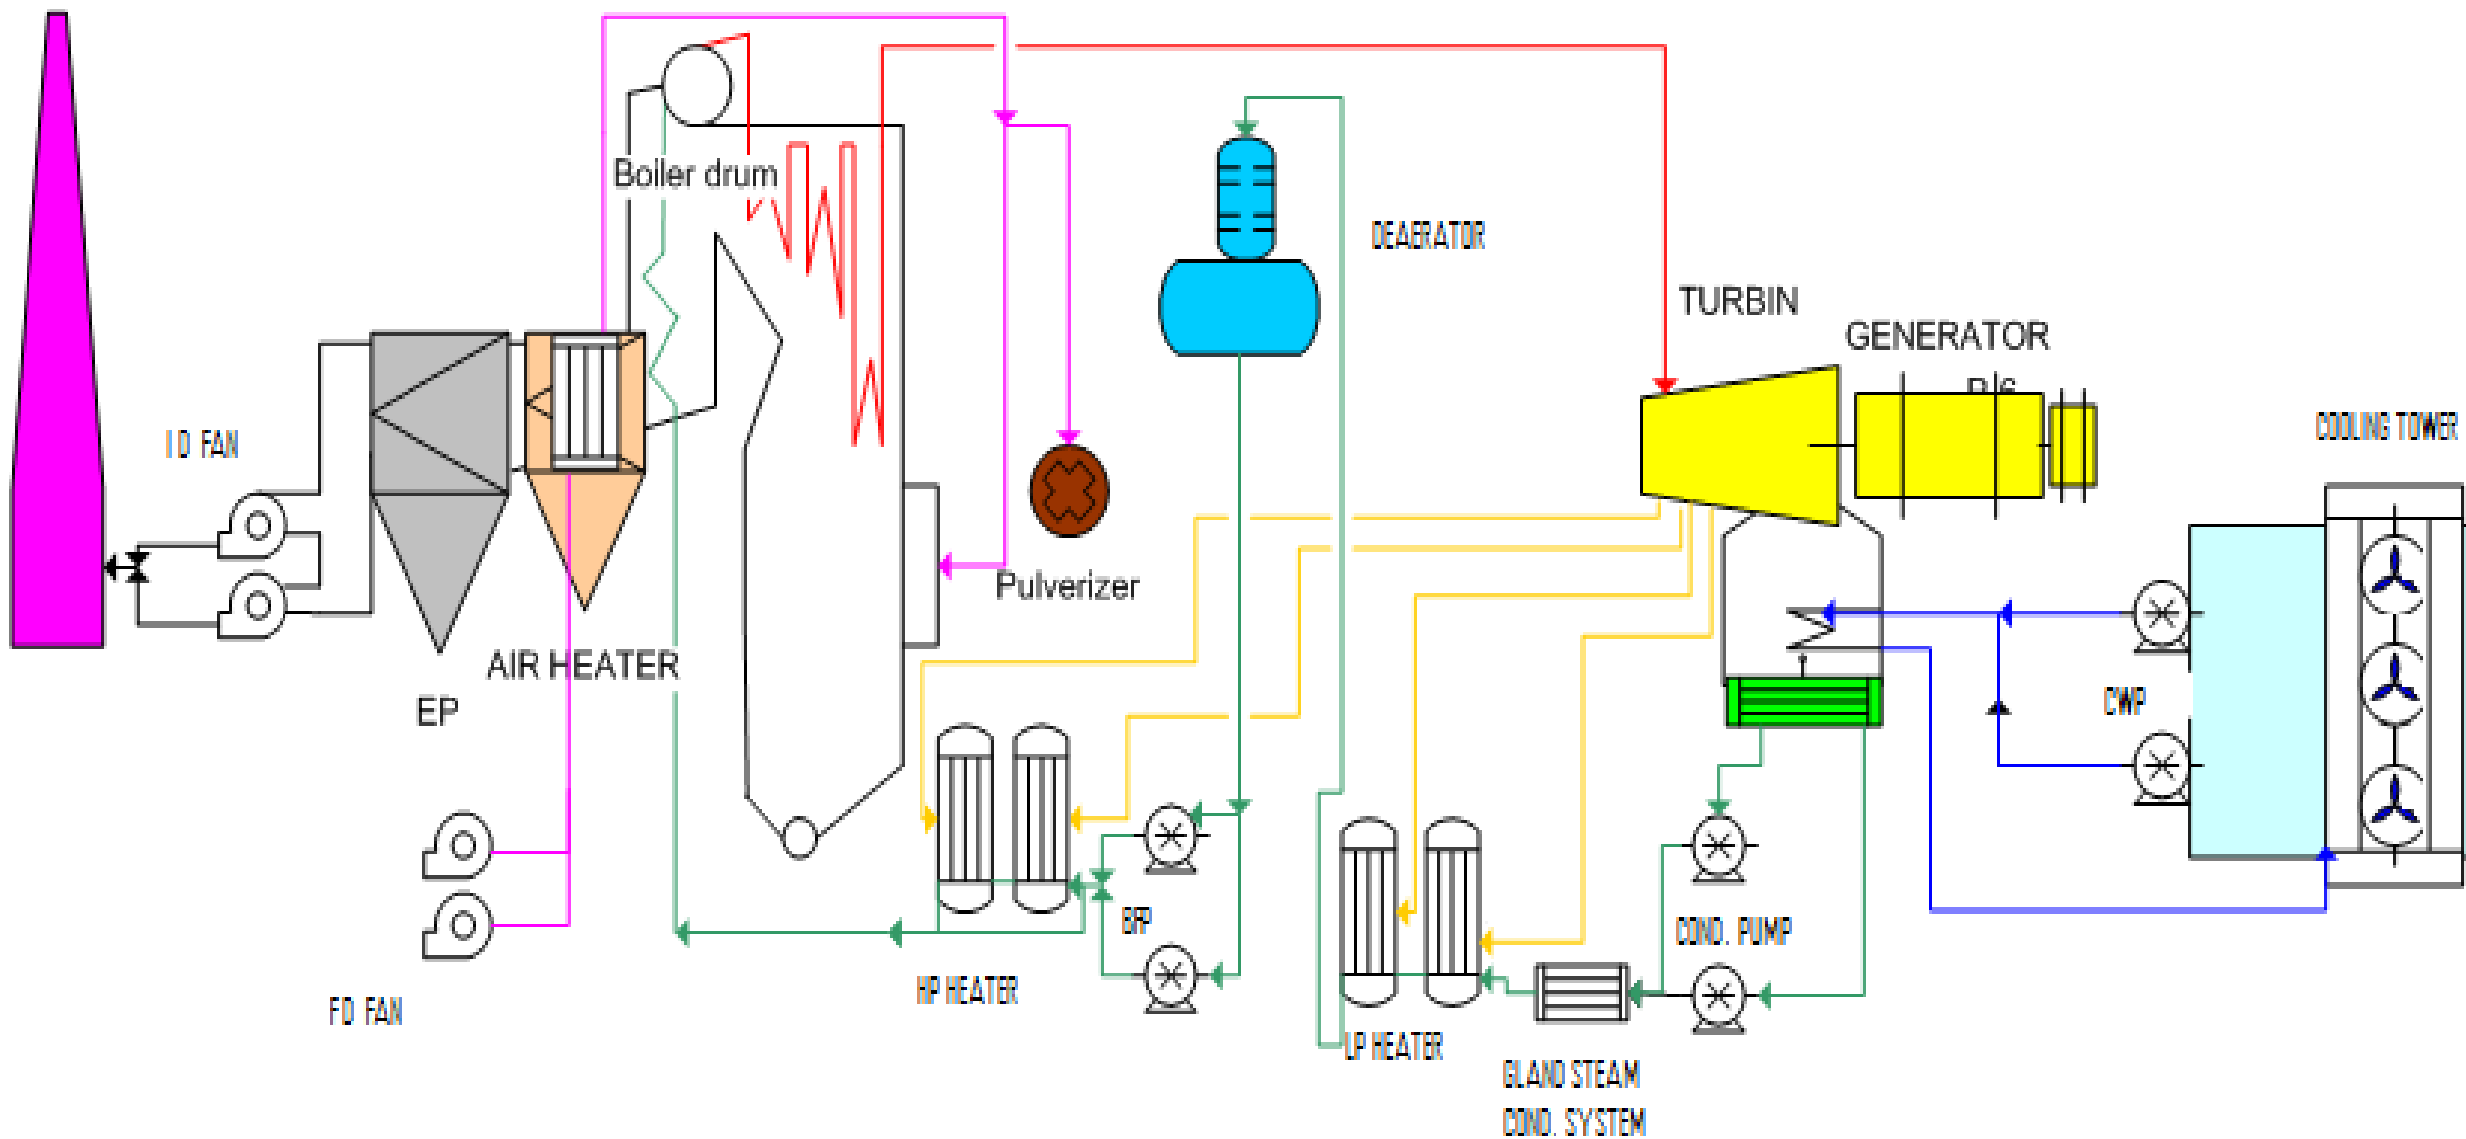 Boiler drum
DEAERATOR
TURBIN
GENERATOR
I D FAN
COOLING TOWER
Pulverizer
AIR HEATER
EP
CWP
BFP
COND. PUMP
HP HEATER
FD FAN
LP HEATER
GLAND STEAM
COND. SYSTEM